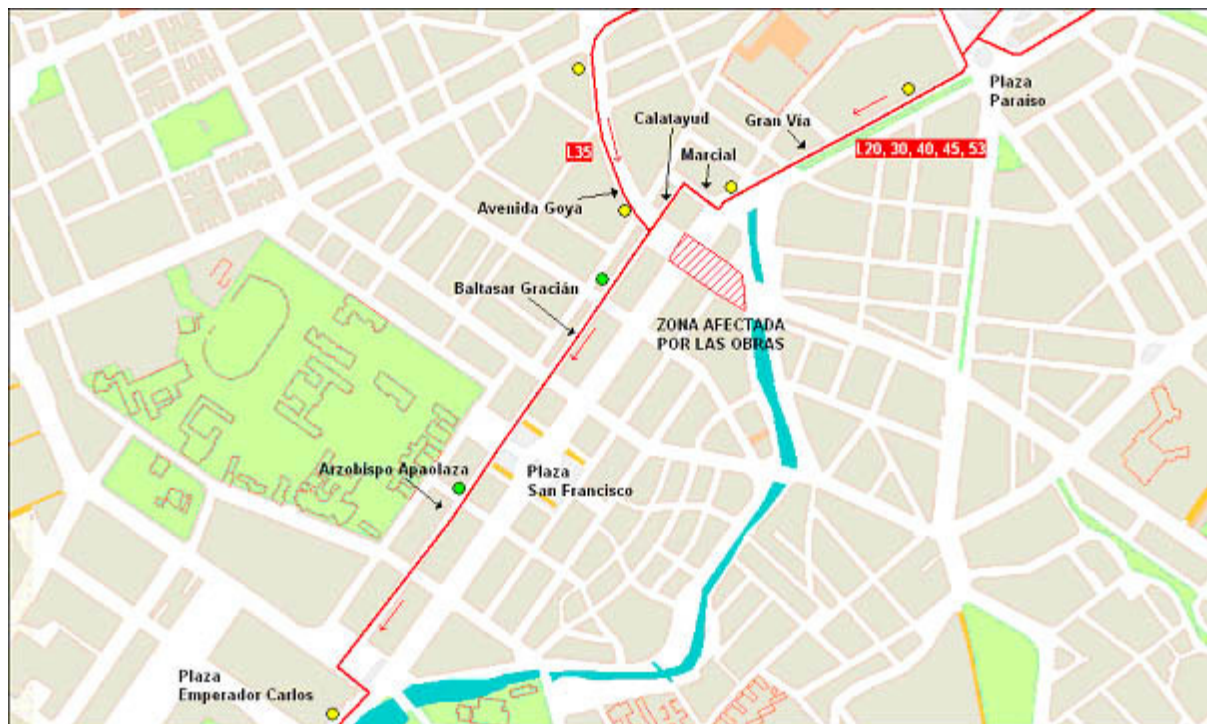 Plaza
Paraíso
Calatayud
Gran Vía
L35
Marcial
L20, 30, 40, 45, 53
Avenida Goya
Baltasar Gracián
ZONA AFECTADA
POR LAS OBRAS
Arzobispo Apaolaza
Plaza
San Francisco
Plaza
Emperador Carlos